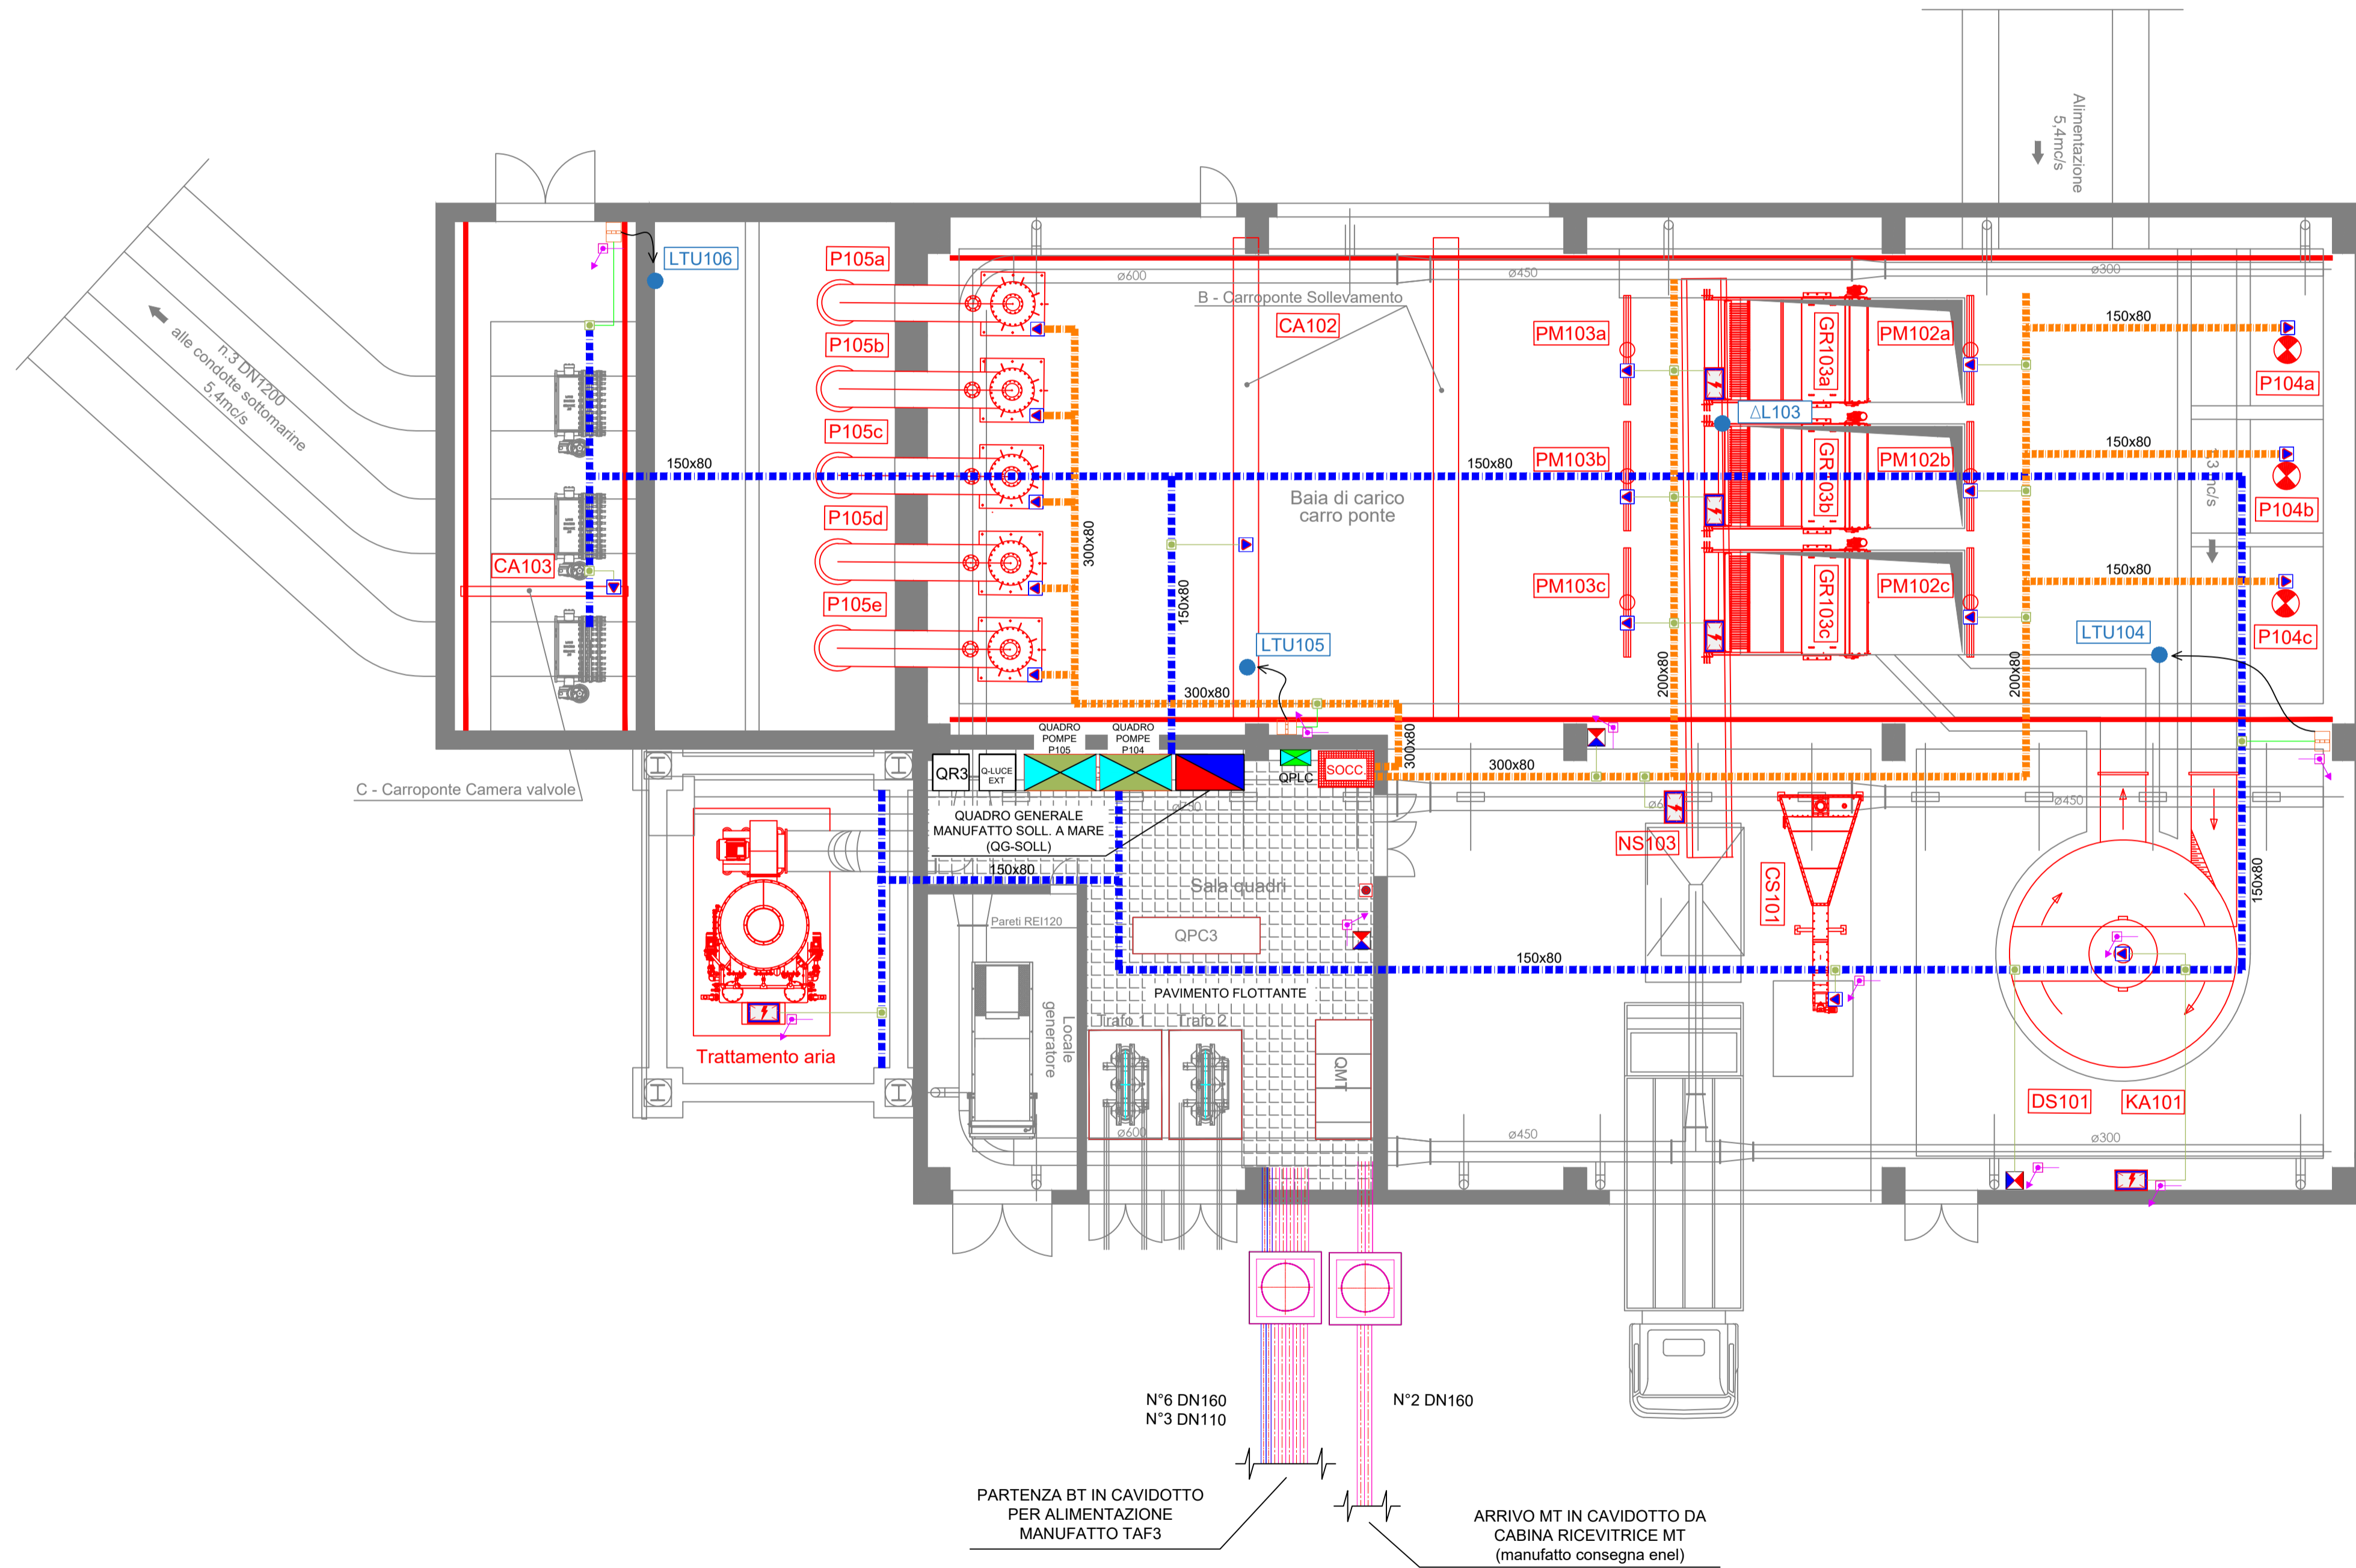 Alimentazione
5,4mc/s
LTU106
P105a
ø600
ø450
ø300
B - Carroponte Sollevamento
CA102
PM103a
GR103a
PM102a
150x80
P104a
n.3 DN1200
alle condotte sottomarine
5,4mc/s
P105b
P105c
ΔL103
150x80
150x80
150x80
PM103b
GR103b
PM102b
P104b
Baia di carico
carro ponte
P105d
300x80
CA103
150x80
150x80
PM103c
GR103c
PM102c
P105e
P104c
LTU105
LTU104
200x80
200x80
300x80
QUADRO
POMPE
P105
QUADRO
POMPE
P104
300x80
300x80
QR3
Q-LUCE
EXT
QPLC
SOCC.
C - Carroponte Camera valvole
QUADRO GENERALE
MANUFATTO SOLL. A MARE
(QG-SOLL)
ø450
NS103
CS101
150x80
150x80
Sala quadri
Pareti REI120
QPC3
150x80
PAVIMENTO FLOTTANTE
Locale
generatore
Trafo 1
Trafo 2
QMT
Trattamento aria
DS101
KA101
ø600
ø450
ø300
N°6 DN160
N°3 DN110
N°2 DN160
PARTENZA BT IN CAVIDOTTO
PER ALIMENTAZIONE
MANUFATTO TAF3
ARRIVO MT IN CAVIDOTTO DA
CABINA RICEVITRICE MT
(manufatto consegna enel)